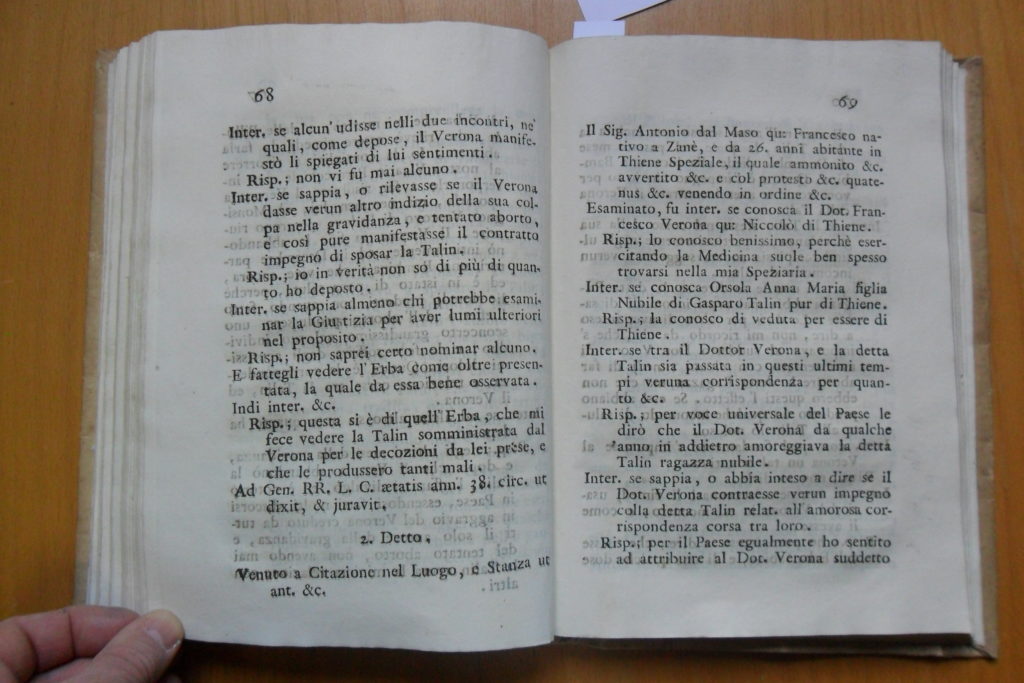 68
Inter. se alcun' udisse nelli due incontri, ne'
quali, come depose, il Verona manife-
stò li spiegati di lui sentimenti.
Risp.; non vi fu mai alcuno.
Inter. se sappia, o rilevasse se il Verona
dasse verun altro indizio della sua col-
pa nella gravidanza, e tentato aborto,
e così pure manifestasse il contratto
impegno di sposar la Talin.
Risp.; io in verità non so di più di quan-
to ho deposto.
Inter. se sappia almeno chi potrebbe esami-
nar la Giustizia per aver lumi ulteriori
nel proposito.
Risp.; non saprei certo nominar alcuno.
E fattegli vedere l'Erba come oltre presen-
tata, la quale da essa bene osservata.
Indi inter. &c.
Risp.; questa si è di quell' Erba, che mi
fece vedere la Talin somministrata dal
Verona per le decozioni da lei prese, e
che le produssero tanti mali.
Ad Gen. RR. L. C. ætatis ann. 38. circ. ut
dixit, & juravit.
2. Detto.
Venuto a Citazione nel Luogo, e Stanza ut
ant. &c.
69
Il Sig. Antonio dal Maso qu: Francesco na-
tivo a Zanè, e da 26. anni abitante in
Thiene Speziale, il quale ammonito &c.
avvertito &c. e col protesto &c. quate-
nus &c. venendo in ordine &c.
Esaminato, fu inter. se conosca il Dot. Fran-
cesco Verona qu: Niccolò di Thiene.
Risp.; lo conosco benissimo, perchè eser-
citando la Medicina suole ben spesso
trovarsi nella mia Speziaria.
Inter. se conosca Orsola Anna Maria figlia
Nubile di Gasparo Talin pur di Thiene.
Risp.; la conosco di veduta per essere di
Thiene.
Inter. se tra il Dottor Verona, e la detta
Talin sia passata in questi ultimi tem-
pi veruna corrispondenza per quan-
to &c.
Risp.; per voce universale del Paese le
dirò che il Dot. Verona da qualche
anno in addietro amoreggiava la detta
Talin ragazza nubile.
Inter. se sappia, o abbia inteso a dire se il
Dot. Verona contraesse verun impegno
colla detta Talin relat. all' amorosa cor-
rispondenza corsa tra loro.
Risp.; per il Paese egualmente ho sentito
ad attribuire al Dot. Verona suddetto